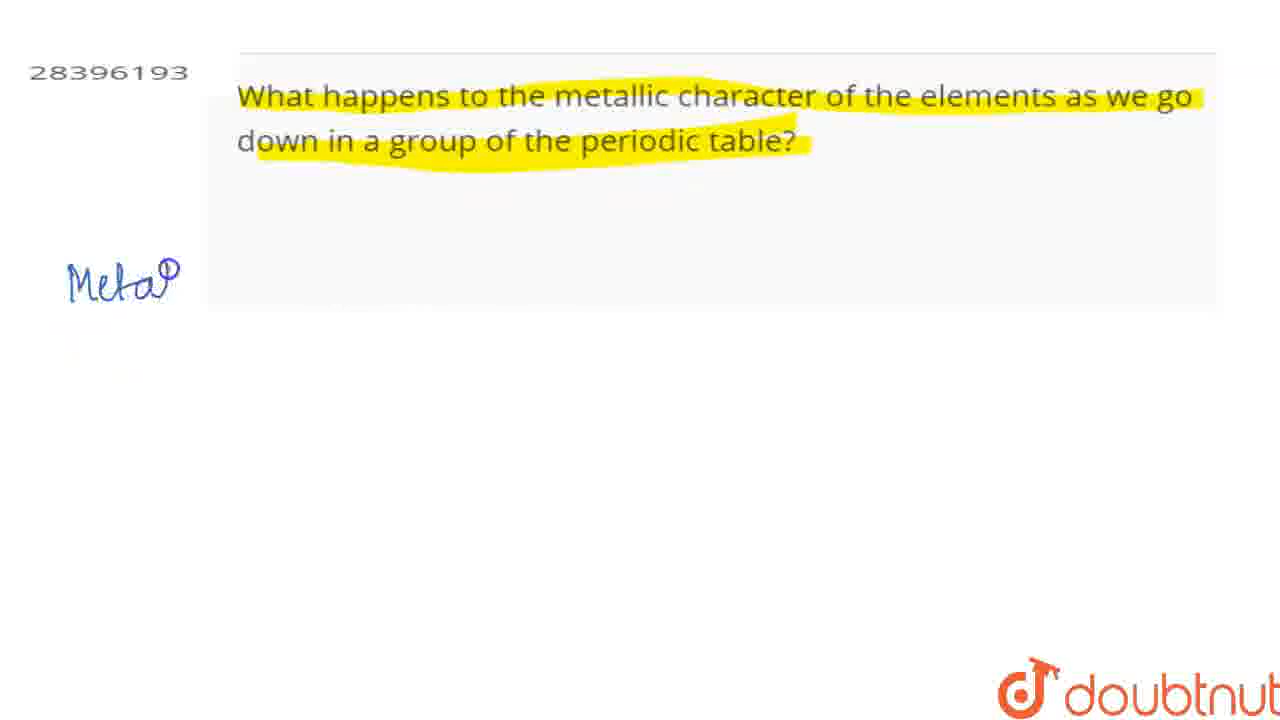 28396193
What happens to the metallic character of the elements as we go
down in a group of the periodic table?
Metal
doubtnut